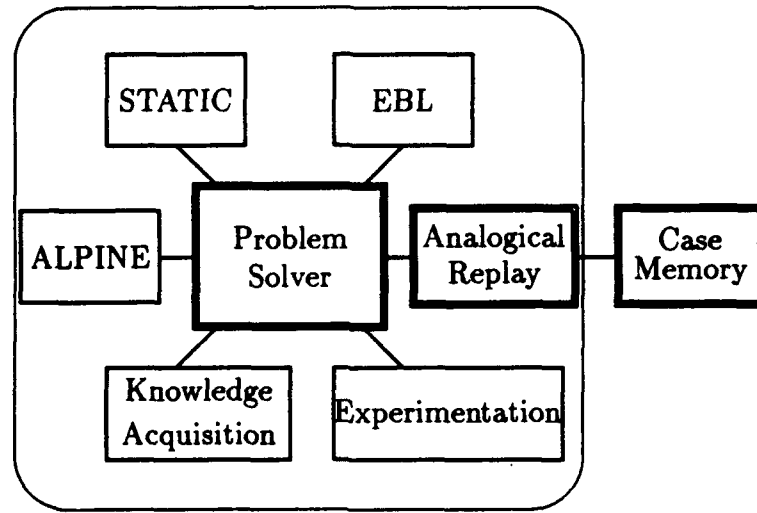 STATIC
EBL
ALPINE
Problem
Solver
Analogical
Replay
Case
Memory
Knowledge
Acquisition
Experimentation